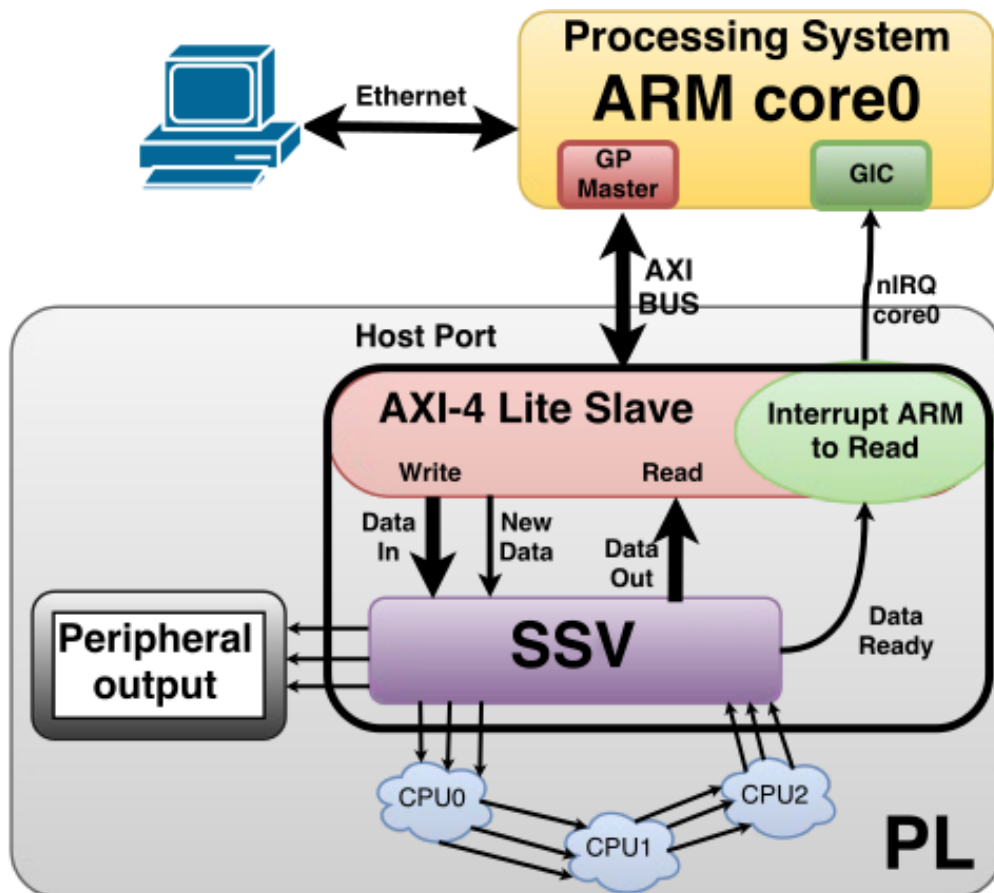 Processing System
ARM core0
Ethernet
GP
Master
GIC
AXI
BUS
nIRQ
core0
Host Port
AXI-4 Lite Slave
Interrupt ARM
to Read
Write
Read
Data
In
New
Data
Data
Out
Data
Ready
SSV
Peripheral
output
CPU0
CPU1
CPU2
PL